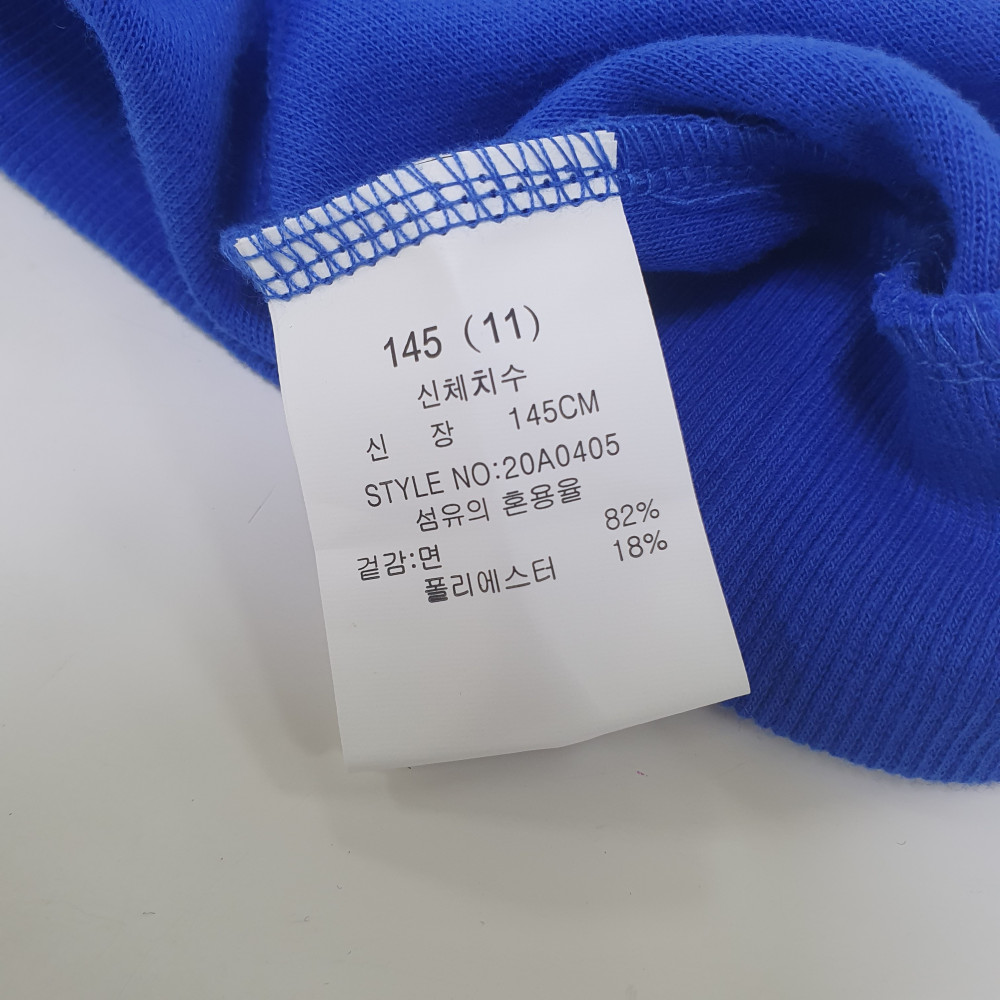 145 (11)
신체치수
신 장 145CM
STYLE NO:20A0405
섬유의 혼용율
겉감:면 82%
폴리에스터 18%